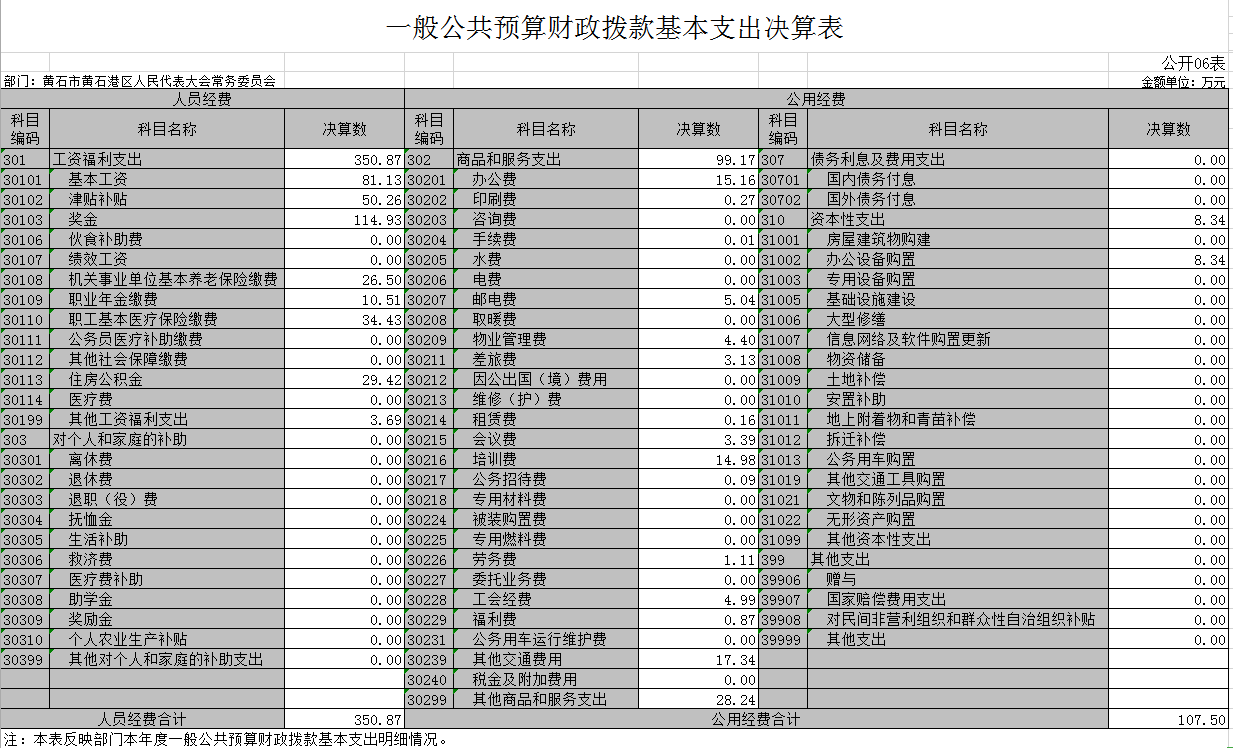 一般公共预算财政拨款基本支出决算表
公开06表
部门：黄石市黄石港区人民代表大会常务委员会 金额单位：万元
人员经费 公用经费
科目编码 科目名称 决算数 科目编码 科目名称 决算数 科目编码 科目名称 决算数
301 工资福利支出 350.87 302 商品和服务支出 99.17 307 债务利息及费用支出 0.00
30101 基本工资 81.13 30201 办公费 15.16 30701 国内债务付息 0.00
30102 津贴补贴 50.26 30202 印刷费 0.27 30702 国外债务付息 0.00
30103 奖金 114.93 30203 咨询费 0.00 310 资本性支出 8.34
30106 伙食补助费 0.00 30204 手续费 0.01 31001 房屋建筑物购建 0.00
30107 绩效工资 0.00 30205 水费 0.00 31002 办公设备购置 8.34
30108 机关事业单位基本养老保险缴费 26.50 30206 电费 0.00 31003 专用设备购置 0.00
30109 职业年金缴费 10.51 30207 邮电费 5.04 31005 基础设施建设 0.00
30110 职工基本医疗保险缴费 34.43 30208 取暖费 0.00 31006 大型修缮 0.00
30111 公务员医疗补助缴费 0.00 30209 物业管理费 4.40 31007 信息网络及软件购置更新 0.00
30112 其他社会保障缴费 0.00 30211 差旅费 3.13 31008 物资储备 0.00
30113 住房公积金 29.42 30212 因公出国（境）费用 0.00 31009 土地补偿 0.00
30114 医疗费 0.00 30213 维修（护）费 0.00 31010 安置补助 0.00
30199 其他工资福利支出 3.69 30214 租赁费 0.16 31011 地上附着物和青苗补偿 0.00
303 对个人和家庭的补助 0.00 30215 会议费 3.39 31012 拆迁补偿 0.00
30301 离休费 0.00 30216 培训费 14.98 31013 公务用车购置 0.00
30302 退休费 0.00 30217 公务招待费 0.09 31019 其他交通工具购置 0.00
30303 退职（役）费 0.00 30218 专用材料费 0.00 31021 文物和陈列品购置 0.00
30304 抚恤金 0.00 30224 被装购置费 0.00 31022 无形资产购置 0.00
30305 生活补助 0.00 30225 专用燃料费 0.00 31099 其他资本性支出 0.00
30306 救济费 0.00 30226 劳务费 1.11 399 其他支出 0.00
30307 医疗费补助 0.00 30227 委托业务费 0.00 39906 赠与 0.00
30308 助学金 0.00 30228 工会经费 4.99 39907 国家赔偿费用支出 0.00
30309 奖励金 0.00 30229 福利费 0.87 39908 对民间非营利组织和群众性自治组织补贴 0.00
30310 个人农业生产补贴 0.00 30231 公务用车运行维护费 0.00 39999 其他支出 0.00
30399 其他对个人和家庭的补助支出 0.00 30239 其他交通费用 17.34
30240 税金及附加费用 0.00
30299 其他商品和服务支出 28.24
人员经费合计 350.87 公用经费合计 107.50
注：本表反映部门本年度一般公共预算财政拨款基本支出明细情况。